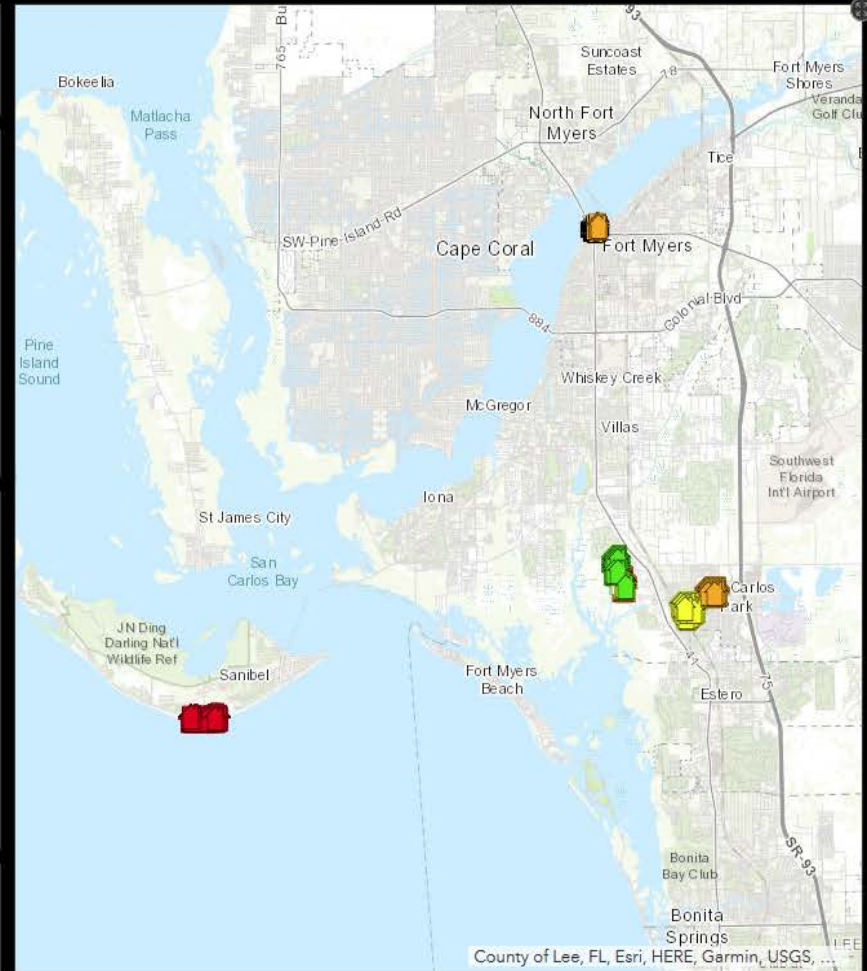 93
765
Bu
Suncoast
Estates
78
Fort Myers
Shores
Bokeelia
Matlacha
Pass
Veranda
Golf Clu
North Fort
Myers
Tice
SW-Pine-Island-Rd
Cape Coral
Fort Myers
Colonial Blvd
884
Pine
Island
Sound
Whiskey Creek
McGregor
Villas
Southwest
Florida
Int'l Airport
Iona
St James City
San
Carlos Bay
Carlos
Park
JN Ding
Darling Nat'l
Wildlife Ref
Sanibel
Fort Myers
Beach
41
75
Estero
SR-93
Bonita
Bay Club
Bonita
Springs
LEE
County of Lee, FL, Esri, HERE, Garmin, USGS, ...